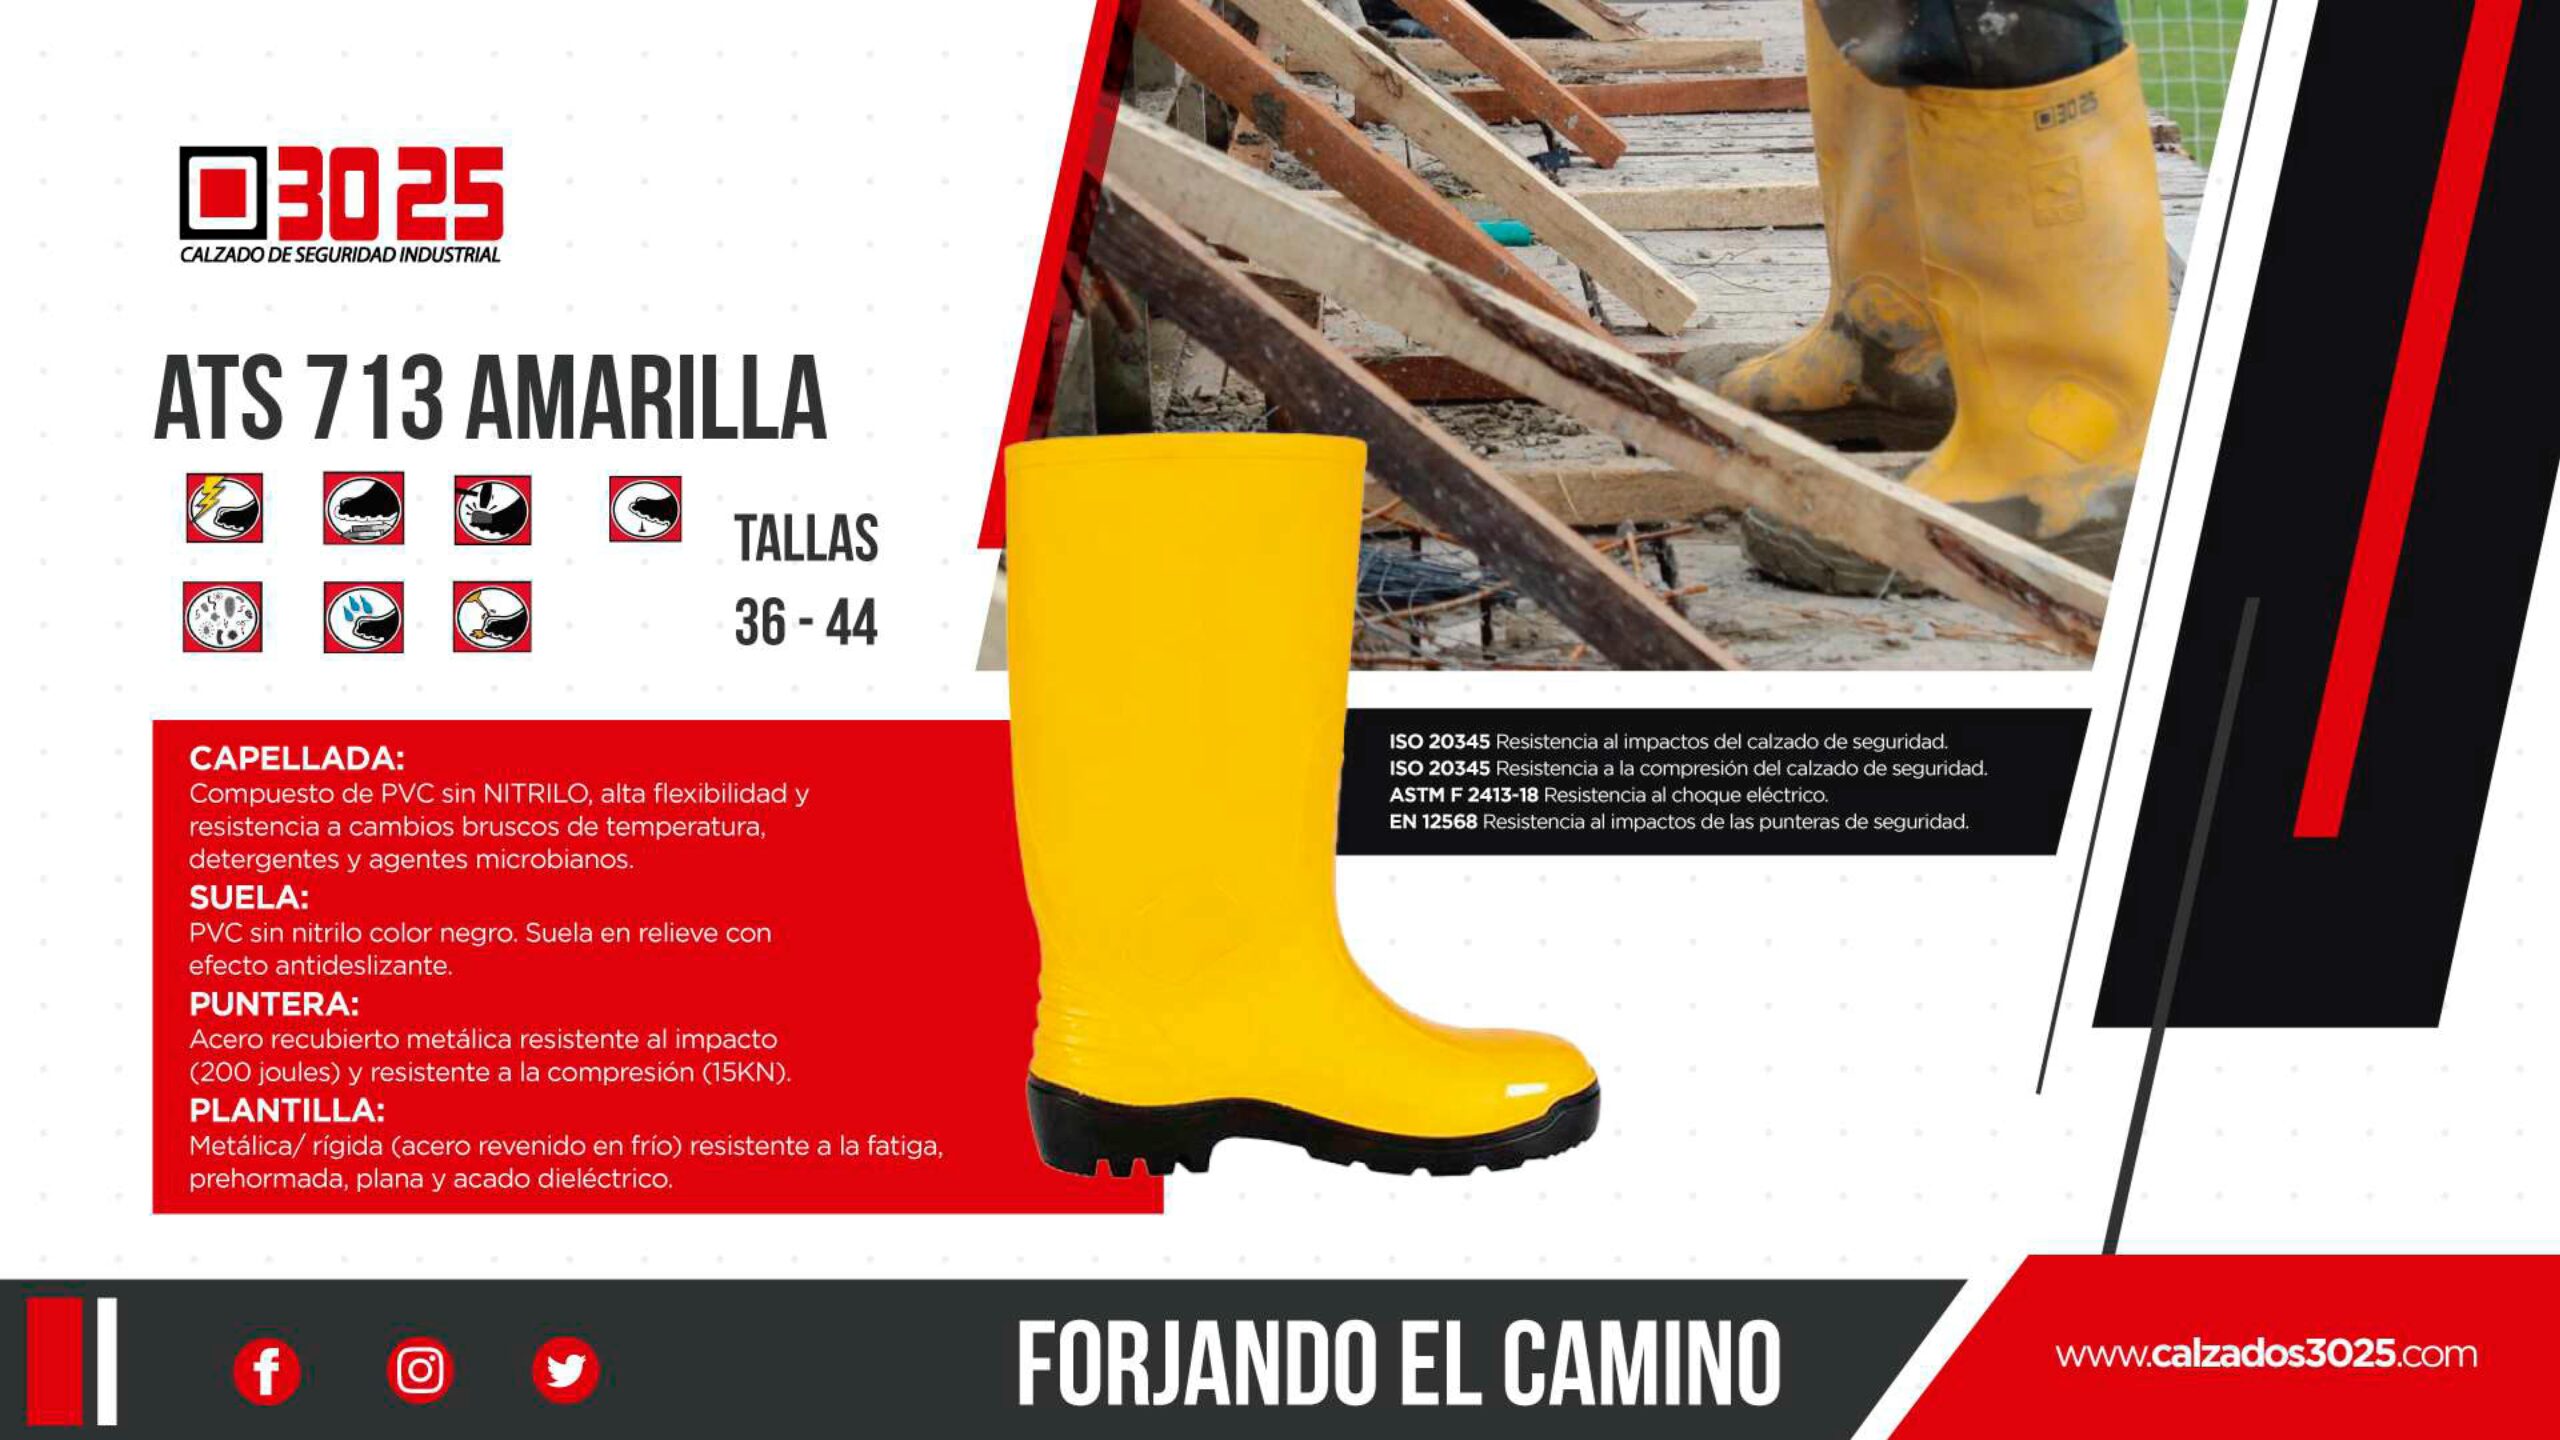 3025
CALZADO DE SEGURIDAD INDUSTRIAL
3025
ATS 713 AMARILLA
TALLAS
36 - 44
CAPELLADA:
Compuesto de PVC sin NITRILO, alta flexibilidad y
resistencia a cambios bruscos de temperatura,
detergentes y agentes microbianos.
SUELA:
PVC sin nitrilo color negro. Suela en relieve con
efecto antideslizante.
PUNTERA:
Acero recubierto metálica resistente al impacto
(200 joules) y resistente a la compresión (15KN).
PLANTILLA:
Metálica/ rígida (acero revenido en frío) resistente a la fatiga,
prehormada, plana y acado dieléctrico.
ISO 20345 Resistencia al impactos del calzado de seguridad.
ISO 20345 Resistencia a la compresión del calzado de seguridad.
ASTM F 2413-18 Resistencia al choque eléctrico.
EN 12568 Resistencia al impactos de las punteras de seguridad.
FORJANDO EL CAMINO
www.calzados3025.com